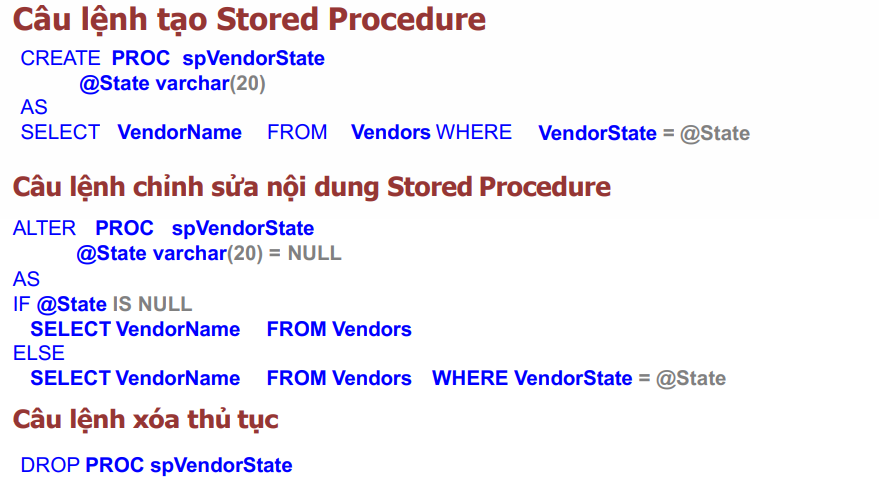 Câu lệnh tạo Stored Procedure
CREATE PROC spVendorState
@State varchar(20)
AS
SELECT VendorName FROM Vendors WHERE VendorState = @State
Câu lệnh chỉnh sửa nội dung Stored Procedure
ALTER PROC spVendorState
@State varchar(20) = NULL
AS
IF @State IS NULL
SELECT VendorName FROM Vendors
ELSE
SELECT VendorName FROM Vendors WHERE VendorState = @State
Câu lệnh xóa thủ tục
DROP PROC spVendorState